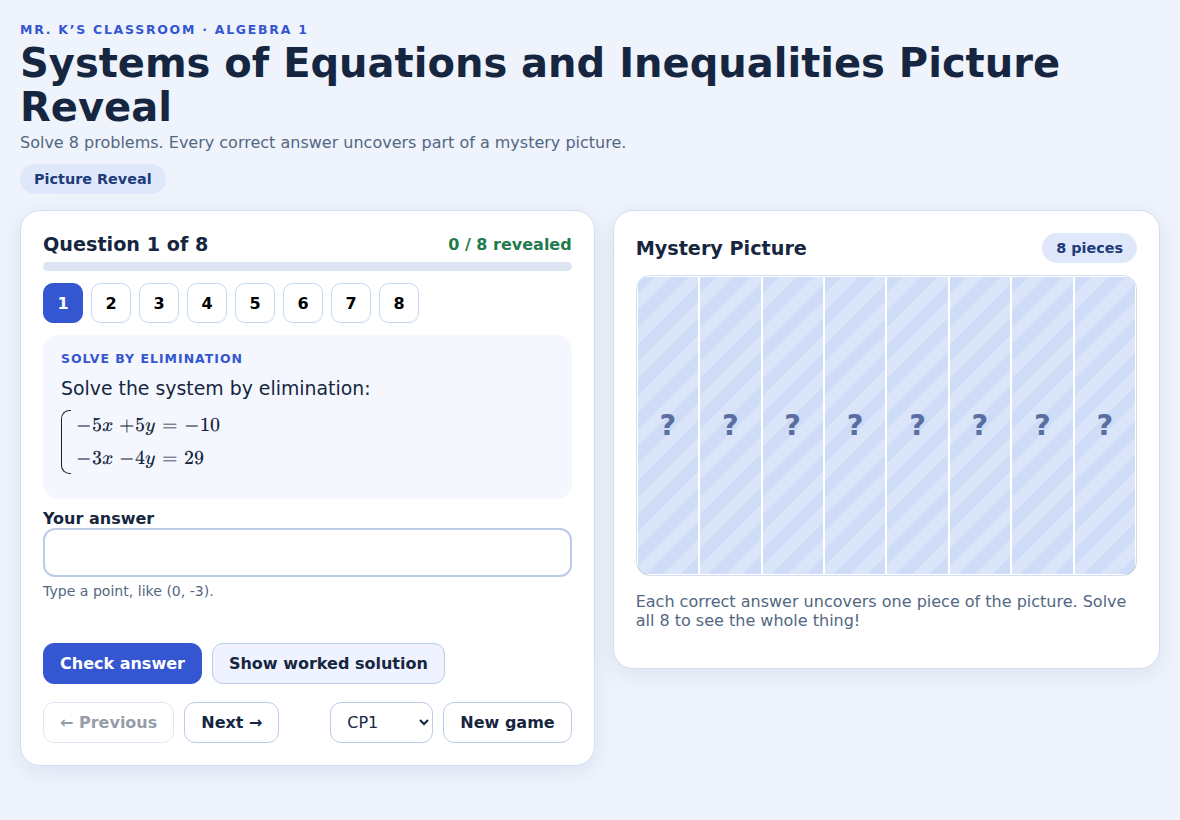 MR. K’S CLASSROOM · ALGEBRA 1
Systems of Equations and Inequalities Picture
Reveal
Solve 8 problems. Every correct answer uncovers part of a mystery picture.
Picture Reveal
Question 1 of 8
0 / 8 revealed
1 2 3 4 5 6 7 8
SOLVE BY ELIMINATION
Solve the system by elimination:
−5x +5y = −10
−3x −4y = 29
Your answer
Type a point, like (0, -3).
Check answer
Show worked solution
← Previous
Next →
CP1
New game
Mystery Picture
8 pieces
? ? ? ? ? ? ? ?
Each correct answer uncovers one piece of the picture. Solve
all 8 to see the whole thing!